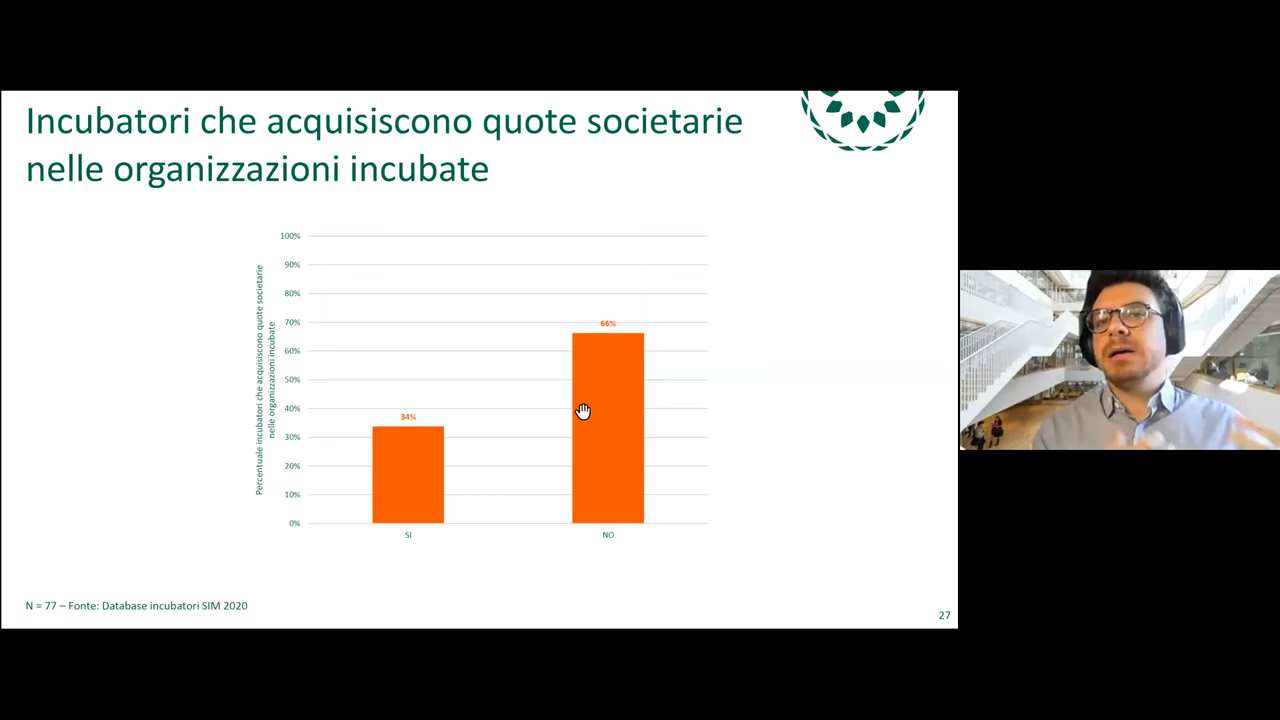 Incubatori che acquisiscono quote societarie
nelle organizzazioni incubate
Percentuale incubatori che acquisiscono quote societarie
nelle organizzazioni incubate
100%
90%
80%
70%
60%
50%
40%
30%
20%
10%
0%
34%
66%
SI
NO
N = 77 – Fonte: Database incubatori SIM 2020
27